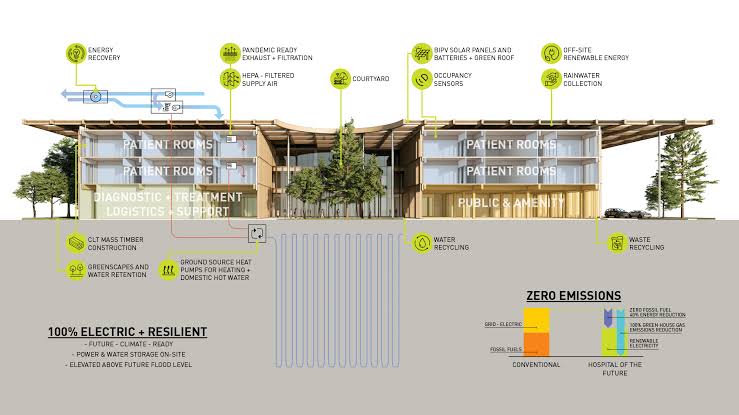 ENERGY
RECOVERY
PANDEMIC READY
EXHAUST + FILTRATION
HEPA - FILTERED
SUPPLY AIR
COURTYARD
BIPV SOLAR PANELS AND
BATTERIES + GREEN ROOF
OCCUPANCY
SENSORS
OFF-SITE
RENEWABLE ENERGY
RAINWATER
COLLECTION
PATIENT ROOMS
PATIENT ROOMS
DIAGNOSTIC + TREATMENT
LOGISTICS + SUPPORT
PATIENT ROOMS
PATIENT ROOMS
PUBLIC & AMENITY
CLT MASS TIMBER
CONSTRUCTION
GREENSCAPES AND
WATER RETENTION
GROUND SOURCE HEAT
PUMPS FOR HEATING +
DOMESTIC HOT WATER
WATER
RECYCLING
WASTE
RECYCLING
100% ELECTRIC + RESILIENT
- FUTURE - CLIMATE - READY
- POWER & WATER STORAGE ON-SITE
- ELEVATED ABOVE FUTURE FLOOD LEVEL
ZERO EMISSIONS
GRID - ELECTRIC
FOSSIL FUELS
CONVENTIONAL
ZERO FOSSIL FUEL
40% ENERGY REDUCTION
100% GREEN HOUSE GAS
EMISSIONS REDUCTION
RENEWABLE
ELECTRICITY
HOSPITAL OF THE
FUTURE